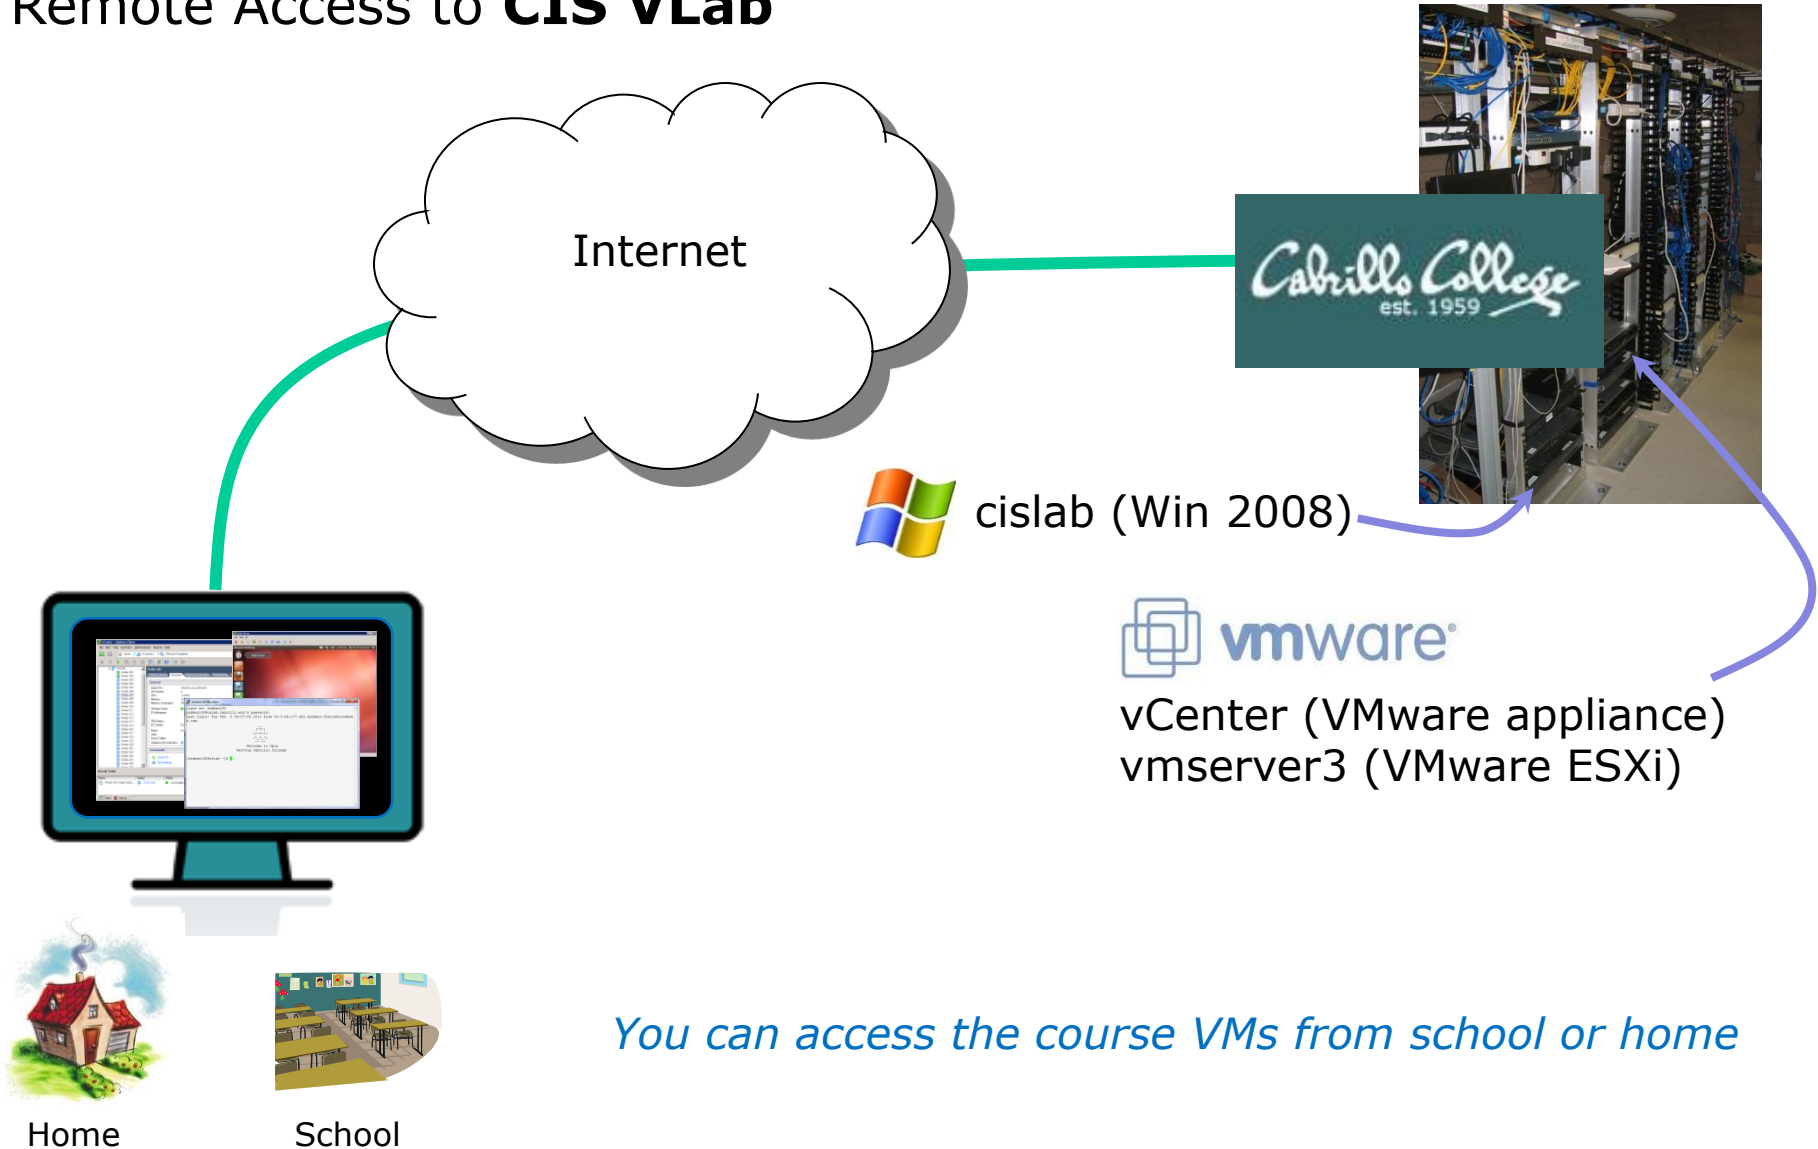 Remote Access to CIS VLab
Internet
Cabrillo College
est. 1959
cislab (Win 2008)
vmware®
vCenter (VMware appliance)
vmserver3 (VMware ESXi)
You can access the course VMs from school or home
Home
School